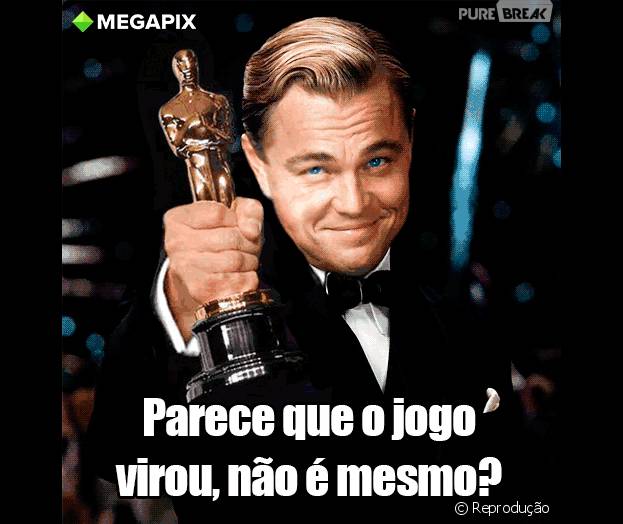 MEGAPIX
PURE BREAK
Parece que o jogo
virou, não é mesmo?
© Reprodução